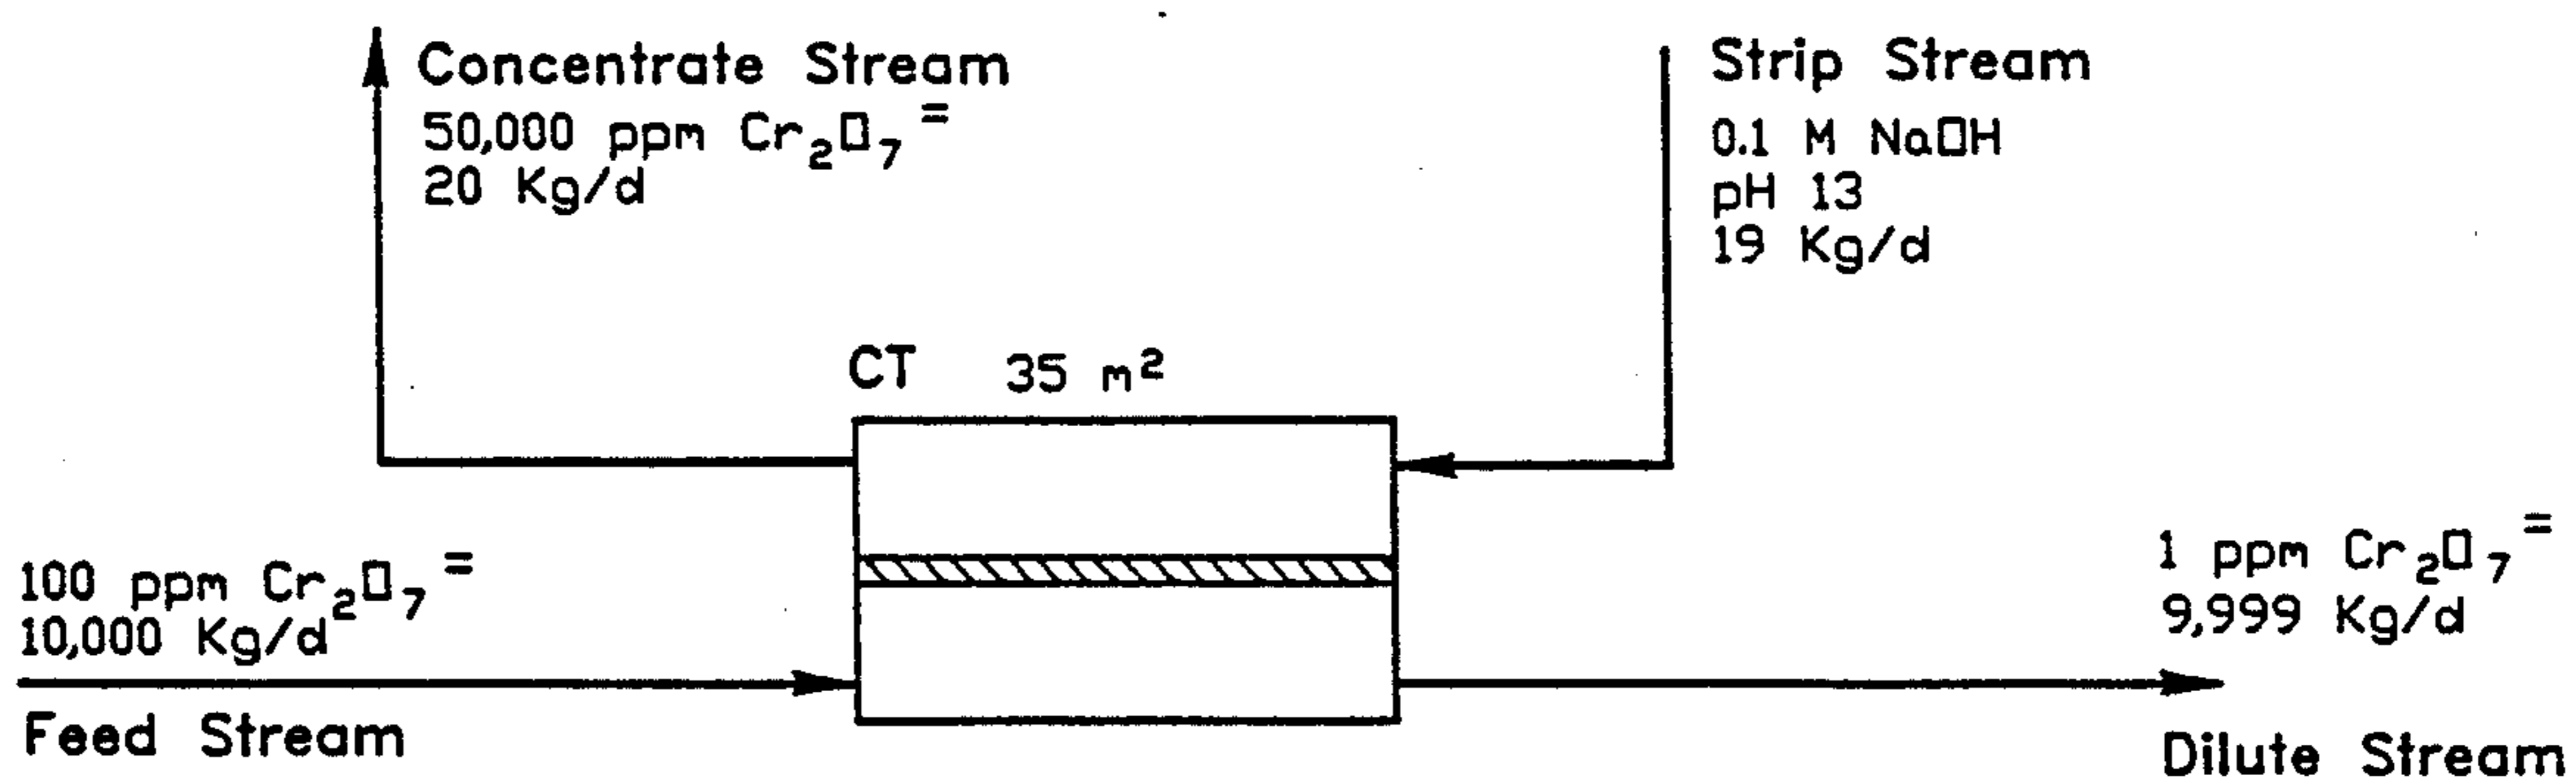 Concentrate Stream
50,000 ppm Cr₂O₇⁼
20 Kg/d
Strip Stream
0.1 M NaOH
pH 13
19 Kg/d
CT 35 m²
100 ppm Cr₂O₇⁼
10,000 Kg/d
Feed Stream
1 ppm Cr₂O₇⁼
9,999 Kg/d
Dilute Stream